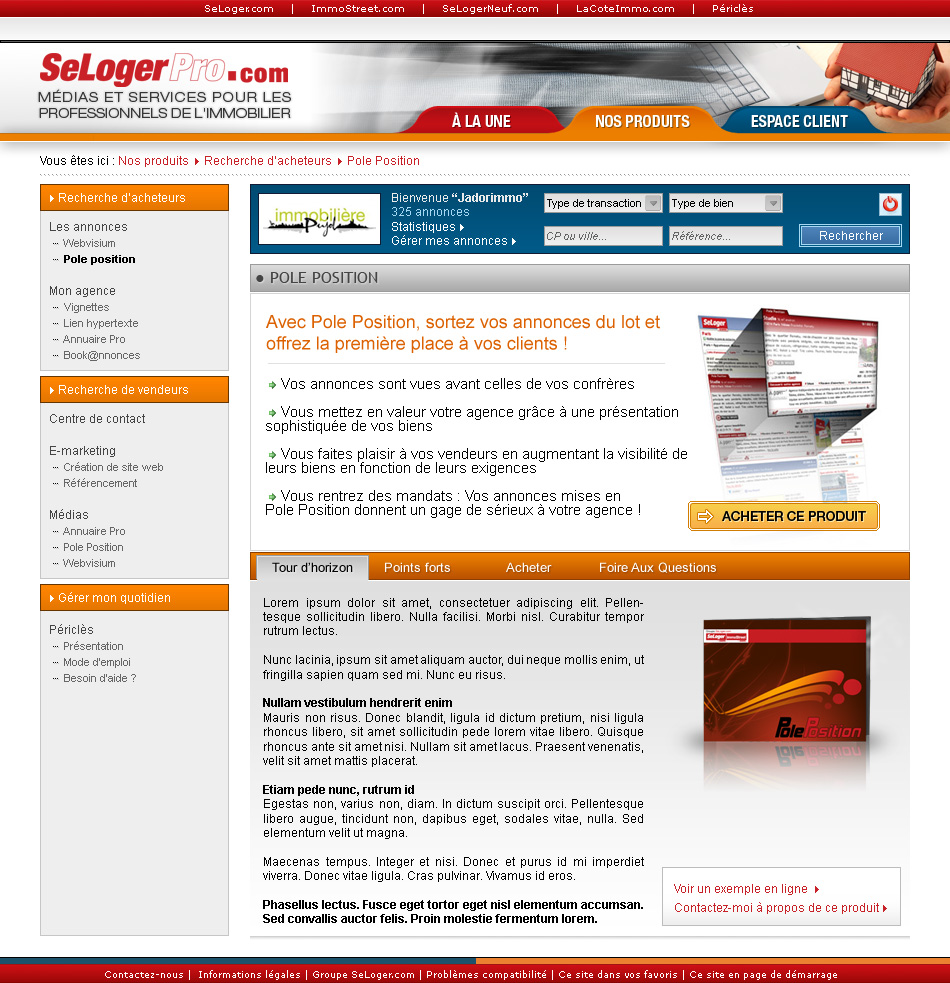 SeLoger.com | ImmoStreet.com | SeLogerNeuf.com | LaCoteImmo.com | Périclès
SeLogerPro.com
MÉDIAS ET SERVICES POUR LES
PROFESSIONNELS DE L'IMMOBILIER
À LA UNE
NOS PRODUITS
ESPACE CLIENT
Vous êtes ici : Nos produits Recherche d'acheteurs Pole Position
Recherche d'acheteurs
Les annonces
Webvisium
Pole position
Mon agence
Vignettes
Lien hypertexte
Annuaire Pro
Book@nnonces
Recherche de vendeurs
Centre de contact
E-marketing
Création de site web
Référencement
Médias
Annuaire Pro
Pole Position
Webvisium
Gérer mon quotidien
Périclès
Présentation
Mode d'emploi
Besoin d'aide ?
immobilière
Pujol
Bienvenue “Jadorimmo”
325 annonces
Statistiques
Gérer mes annonces
Type de transaction
Type de bien
CP ou ville...
Référence...
Rechercher
POLE POSITION
Avec Pole Position, sortez vos annonces du lot et
offrez la première place à vos clients !
Vos annonces sont vues avant celles de vos confrères
Vous mettez en valeur votre agence grâce à une présentation
sophistiquée de vos biens
Vous faites plaisir à vos vendeurs en augmentant la visibilité de
leurs biens en fonction de leurs exigences
Vous rentrez des mandats : Vos annonces mises en
Pole Position donnent un gage de sérieux à votre agence !
SeLoger
ACHETER CE PRODUIT
Tour d'horizon
Points forts
Acheter
Foire Aux Questions
Lorem ipsum dolor sit amet, consectetuer adipiscing elit. Pellen-
tesque sollicitudin libero. Nulla facilisi. Morbi nisl. Curabitur tempor
rutrum lectus.
Nunc lacinia, ipsum sit amet aliquam auctor, dui neque mollis enim, ut
fringilla sapien quam sed mi. Nunc eu risus.
Nullam vestibulum hendrerit enim
Mauris non risus. Donec blandit, ligula id dictum pretium, nisi ligula
rhoncus libero, sit amet sollicitudin pede lorem vitae libero. Quisque
rhoncus ante sit amet nisi. Nullam sit amet lacus. Praesent venenatis,
velit sit amet mattis placerat.
Etiam pede nunc, rutrum id
Egestas non, varius non, diam. In dictum suscipit orci. Pellentesque
libero augue, tincidunt non, dapibus eget, sodales vitae, nulla. Sed
elementum velit ut magna.
Maecenas tempus. Integer et nisi. Donec et purus id mi imperdiet
viverra. Donec vitae ligula. Cras pulvinar. Vivamus id eros.
Phasellus lectus. Fusce eget tortor eget nisl elementum accumsan.
Sed convallis auctor felis. Proin molestie fermentum lorem.
SeLoger ImmoStreet
Pole Position
Voir un exemple en ligne
Contactez-moi à propos de ce produit
Contactez-nous | Informations légales | Groupe SeLoger.com | Problèmes compatibilité | Ce site dans vos favoris | Ce site en page de démarrage